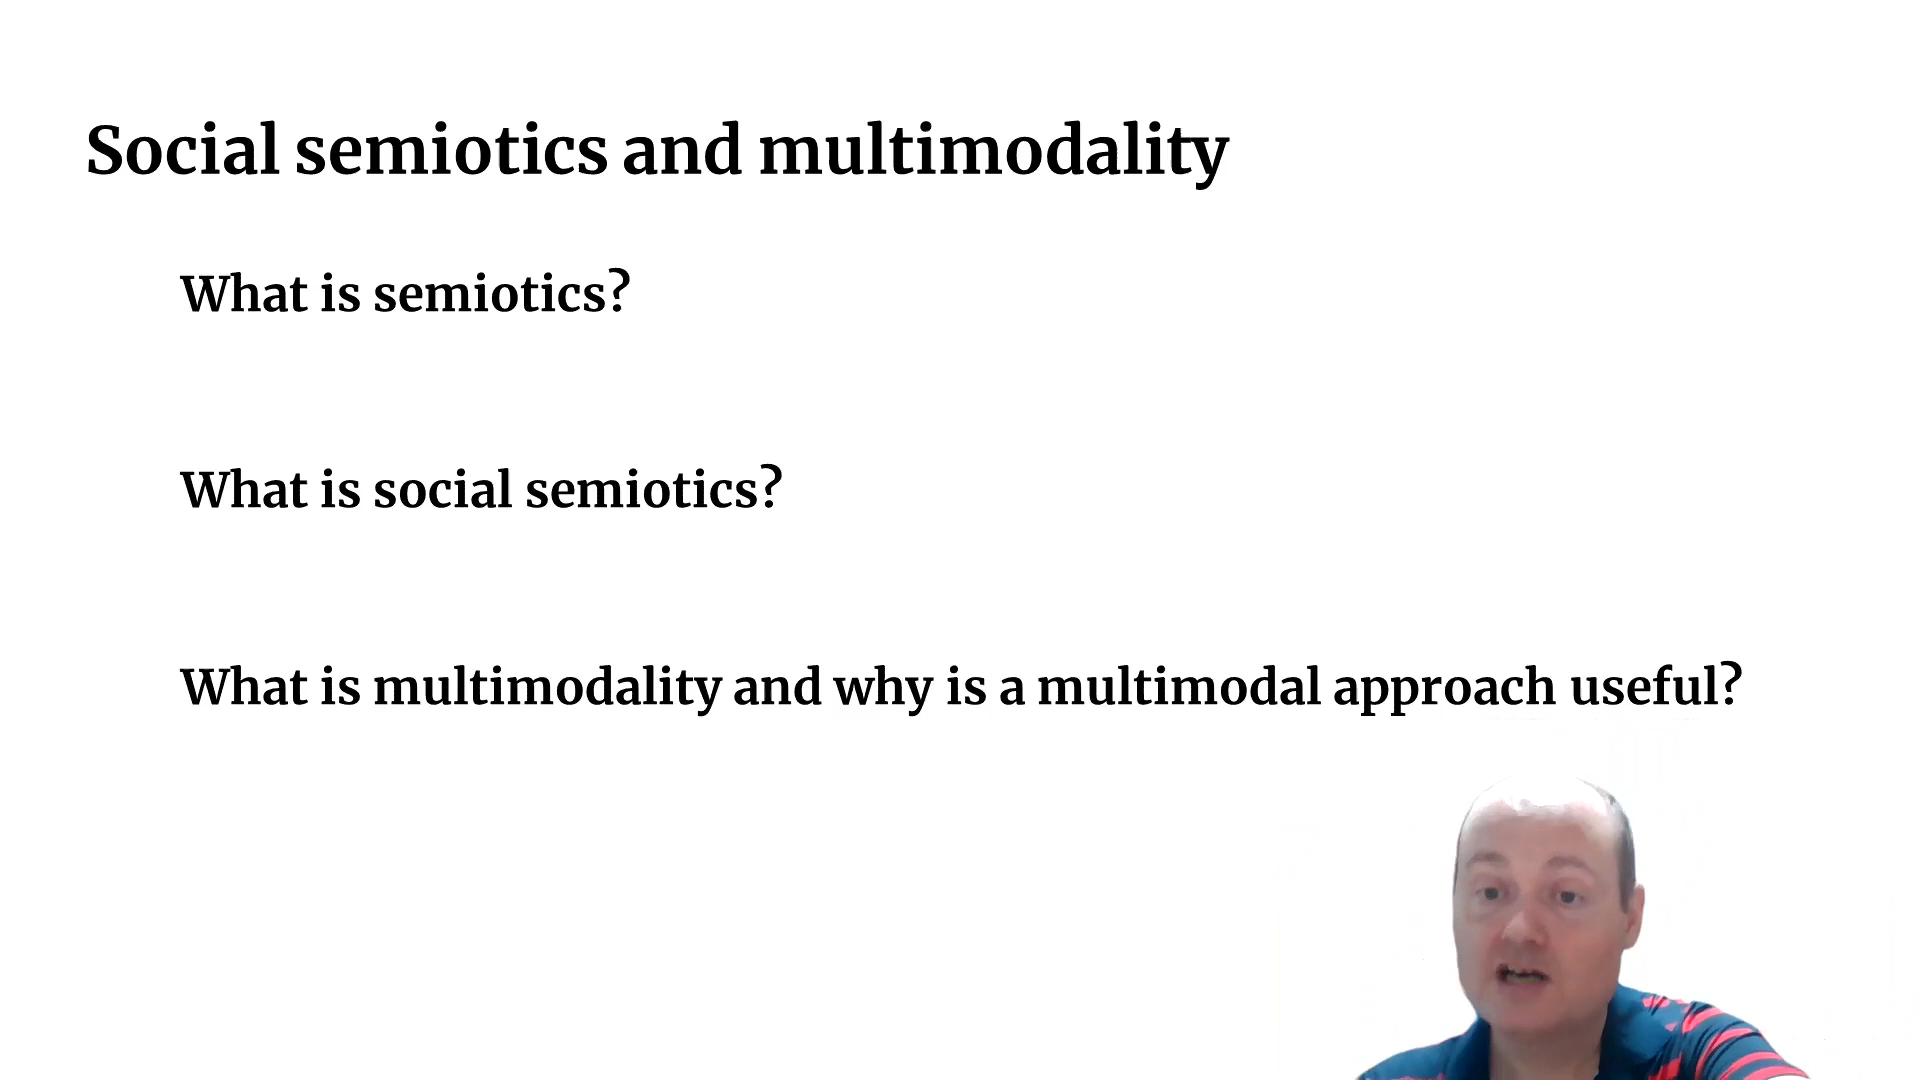 Social semiotics and multimodality
What is semiotics?
What is social semiotics?
What is multimodality and why is a multimodal approach useful?